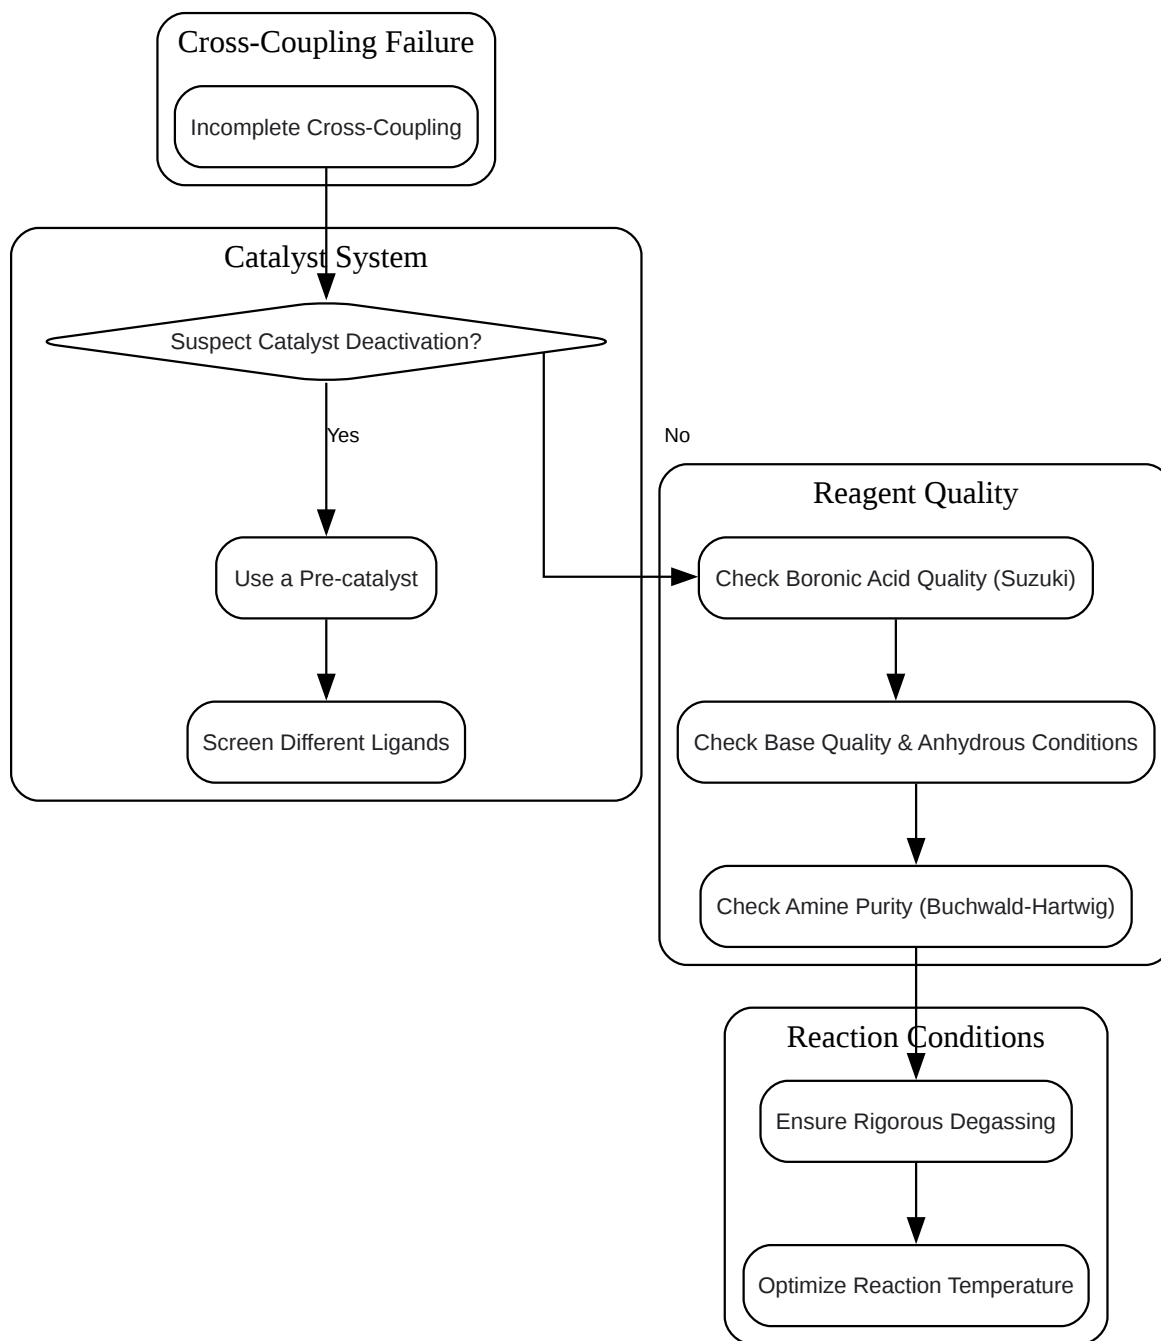 Cross-Coupling Failure
Incomplete Cross-Coupling
Catalyst System
Suspect Catalyst Deactivation?
Yes
No
Reagent Quality
Use a Pre-catalyst
Check Boronic Acid Quality (Suzuki)
Screen Different Ligands
Check Base Quality & Anhydrous Conditions
Check Amine Purity (Buchwald-Hartwig)
Reaction Conditions
Ensure Rigorous Degassing
Optimize Reaction Temperature